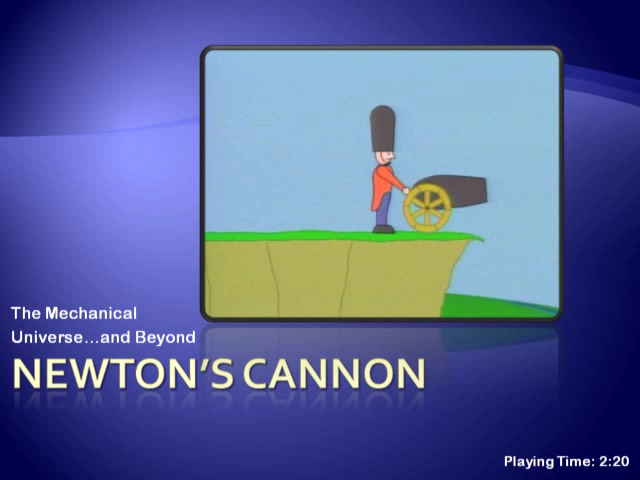 The Mechanical
Universe...and Beyond
NEWTON'S CANNON
Playing Time: 2:20